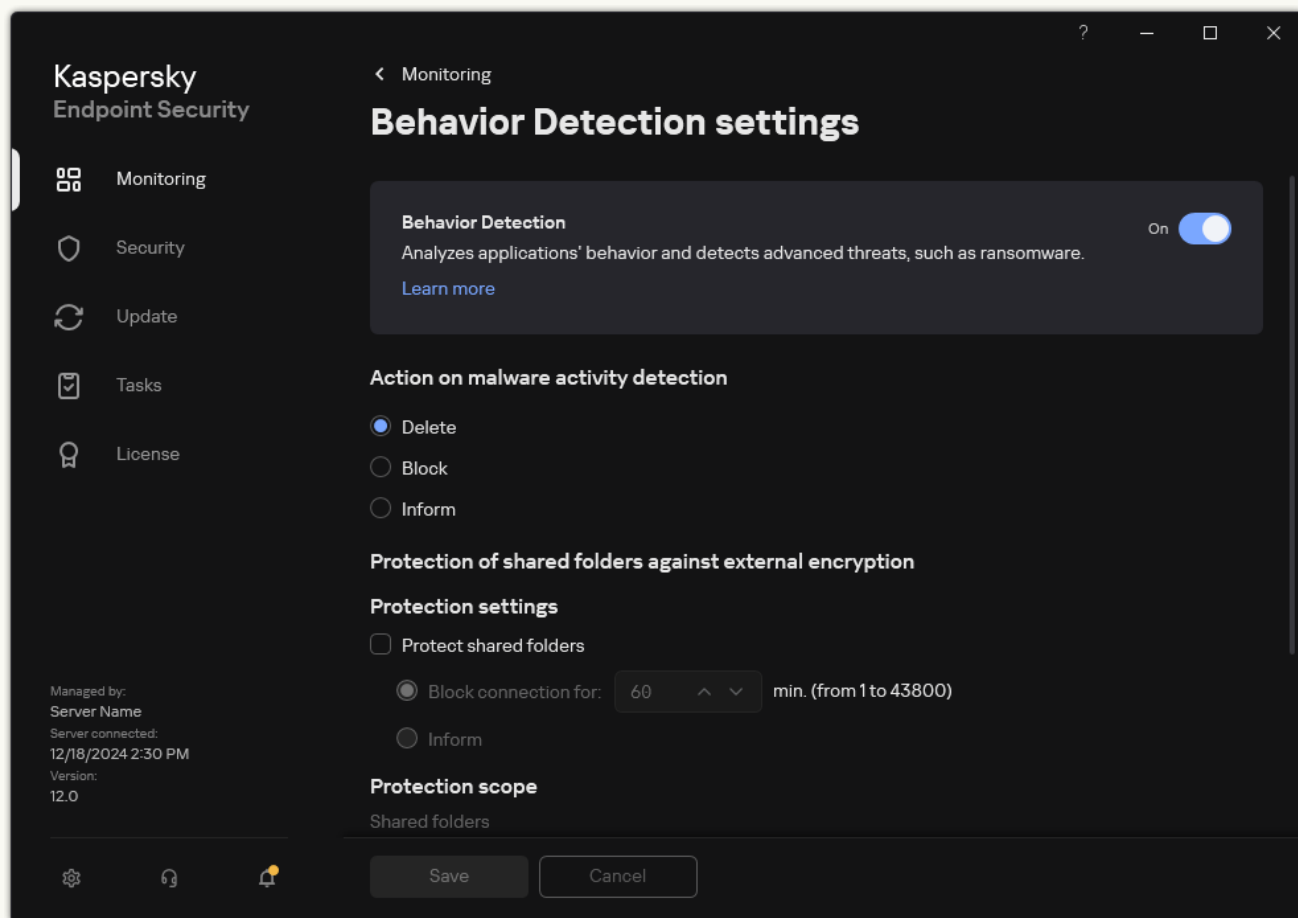 ?
Kaspersky
Endpoint Security
Monitoring
Security
Update
Tasks
License
Managed by:
Server Name
Server connected:
12/18/2024 2:30 PM
Version:
12.0
Monitoring
Behavior Detection settings
Behavior Detection
On
Analyzes applications' behavior and detects advanced threats, such as ransomware.
Learn more
Action on malware activity detection
Delete
Block
Inform
Protection of shared folders against external encryption
Protection settings
Protect shared folders
Block connection for: 60 min. (from 1 to 43800)
Inform
Protection scope
Shared folders
Save Cancel